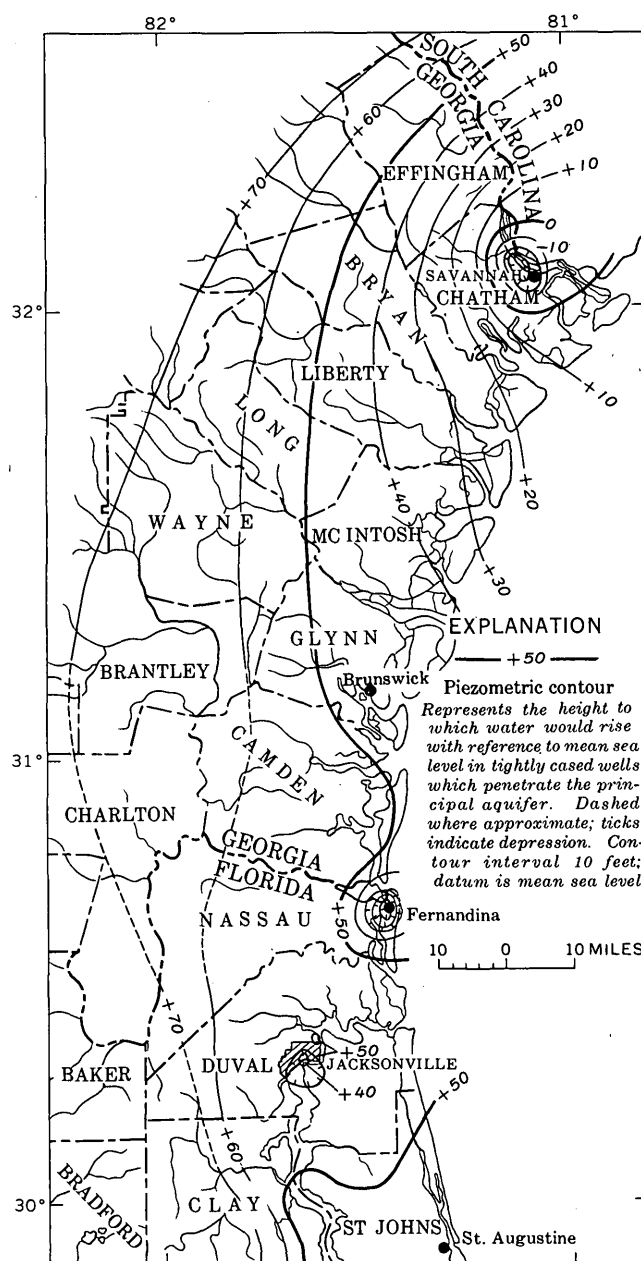 82°
81°
SOUTH CAROLINA
GEORGIA
+50
+40
+30
+20
+10
0
-10
+60
+70
EFFINGHAM
BRYAN
SAVANNAH
CHATHAM
32°
+10
LIBERTY
LONG
+20
+40
WAYNE
MC INTOSH
+30
GLYNN
BRANTLEY
Brunswick
EXPLANATION
+50
Piezometric contour
Represents the height to
which water would rise
with reference to mean sea
level in tightly cased wells
which penetrate the prin-
cipal aquifer. Dashed
where approximate; ticks
indicate depression. Con-
tour interval 10 feet;
datum is mean sea level
31°
CAMDEN
CHARLTON
GEORGIA
FLORIDA
NASSAU
+50
Fernandina
10 0 10 MILES
+70
DUVAL
+50
JACKSONVILLE
+40
BAKER
+50
+60
BRADFORD
30°
CLAY
ST JOHNS
St. Augustine